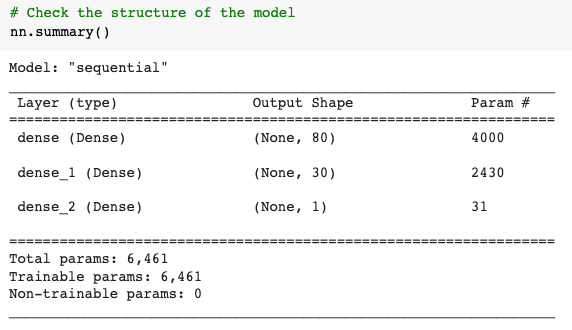 # Check the structure of the model
nn.summary()
Model: "sequential"
Layer (type) Output Shape Param #
=================================================================
dense (Dense) (None, 80) 4000
dense_1 (Dense) (None, 30) 2430
dense_2 (Dense) (None, 1) 31
=================================================================
Total params: 6,461
Trainable params: 6,461
Non-trainable params: 0